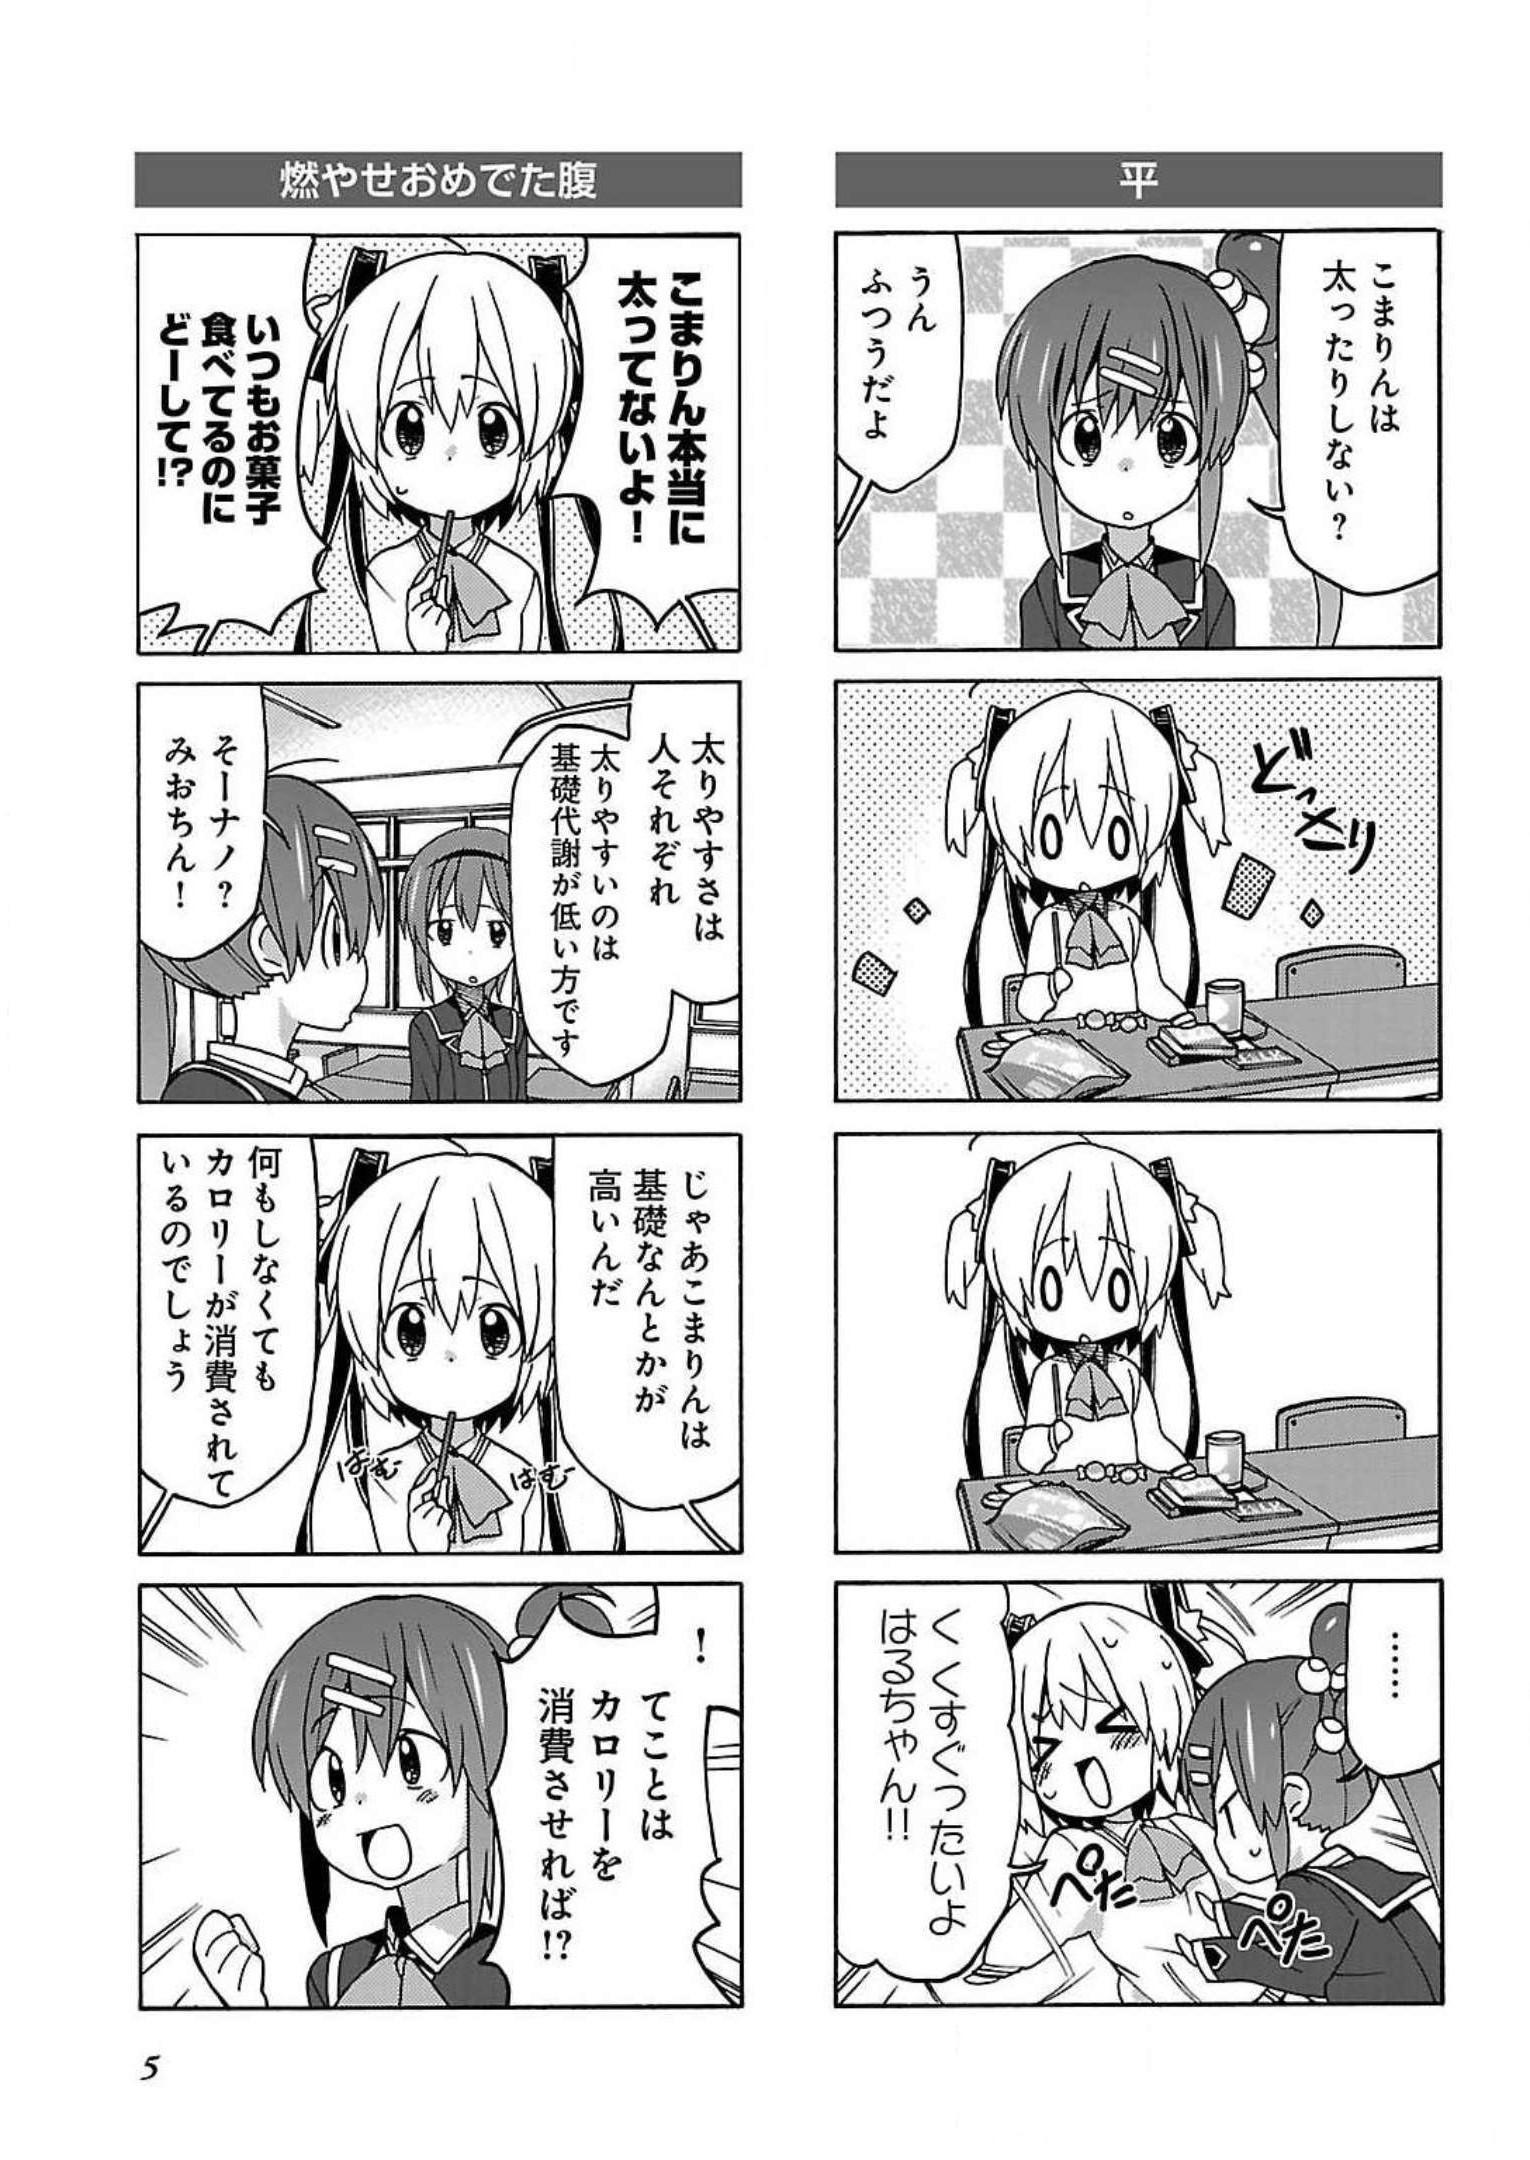 平
こまりんは
太ったりしない?
うん
ふつうだよ
どっさり
……
くくすぐったいよ
はるちゃん!!
ぺた
ぺた
燃やせおめでた腹
こまりん本当に
太ってないよ!
いつもお菓子
食べてるのに
どーして!?
太りやすさは
人それぞれ
太りやすいのは
基礎代謝が低い方です
そーナノ?
みおちん!
じゃあこまりんは
基礎なんとかが
高いんだ
何もしなくても
カロリーが消費されて
いるのでしょう
はむ
はむ
!
てことは
カロリーを
消費させれば!?
5